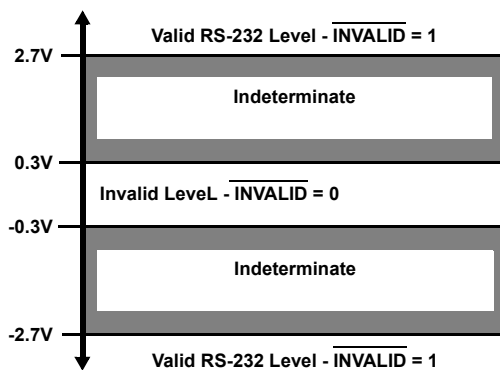 Valid RS-232 Level - INVALID = 1
2.7V
Indeterminate
0.3V
Invalid LeveL - INVALID = 0
-0.3V
Indeterminate
-2.7V
Valid RS-232 Level - INVALID = 1